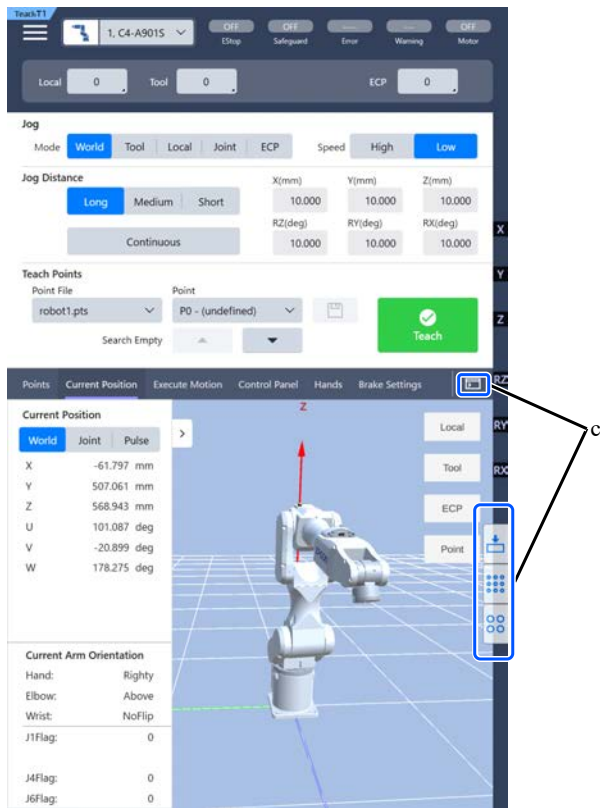 TeachT1
1, C4-A901S
OFF OFF ---- ---- OFF
EStop Safeguard Error Warning Motor
Local 0 Tool 0 ECP 0
Jog
Mode World Tool Local Joint ECP Speed High Low
Jog Distance X(mm) Y(mm) Z(mm)
Long Medium Short 10.000 10.000 10.000
RZ(deg) RY(deg) RX(deg)
Continuous 10.000 10.000 10.000
X
Teach Points
Y
Point File Point
robot1.pts P0 - (undefined)
Z
Search Empty Teach
Points Current Position Execute Motion Control Panel Hands Brake Settings RZ
Current Position Z
Local RY c
World Joint Pulse
X -61.797 mm Tool RX
Y 507.061 mm
Z 568.943 mm ECP
U 101.087 deg
V -20.899 deg Point
W 178.275 deg
Current Arm Orientation
Hand: Righty
Elbow: Above
Wrist: NoFlip
J1Flag: 0
J4Flag: 0
J6Flag: 0